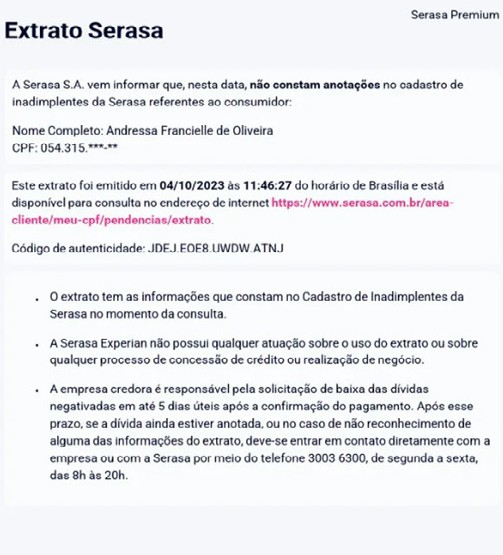 Serasa Premium
Extrato Serasa
A Serasa S.A. vem informar que, nesta data, não constam anotações no cadastro de
inadimplentes da Serasa referentes ao consumidor:
Nome Completo: Andressa Francielle de Oliveira
CPF: 054.315.***-**
Este extrato foi emitido em 04/10/2023 às 11:46:27 do horário de Brasília e está
disponível para consulta no endereço de internet https://www.serasa.com.br/area-
cliente/meu-cpf/pendencias/extrato.
Código de autenticidade: JDEJ.EOE8.UWDW.ATNJ
• O extrato tem as informações que constam no Cadastro de Inadimplentes da
Serasa no momento da consulta.
• A Serasa Experian não possui qualquer atuação sobre o uso do extrato ou sobre
qualquer processo de concessão de crédito ou realização de negócio.
• A empresa credora é responsável pela solicitação de baixa das dívidas
negativadas em até 5 dias úteis após a confirmação do pagamento. Após esse
prazo, se a dívida ainda estiver anotada, ou no caso de não reconhecimento de
alguma das informações do extrato, deve-se entrar em contato diretamente com a
empresa ou com a Serasa por meio do telefone 3003 6300, de segunda a sexta,
das 8h às 20h.